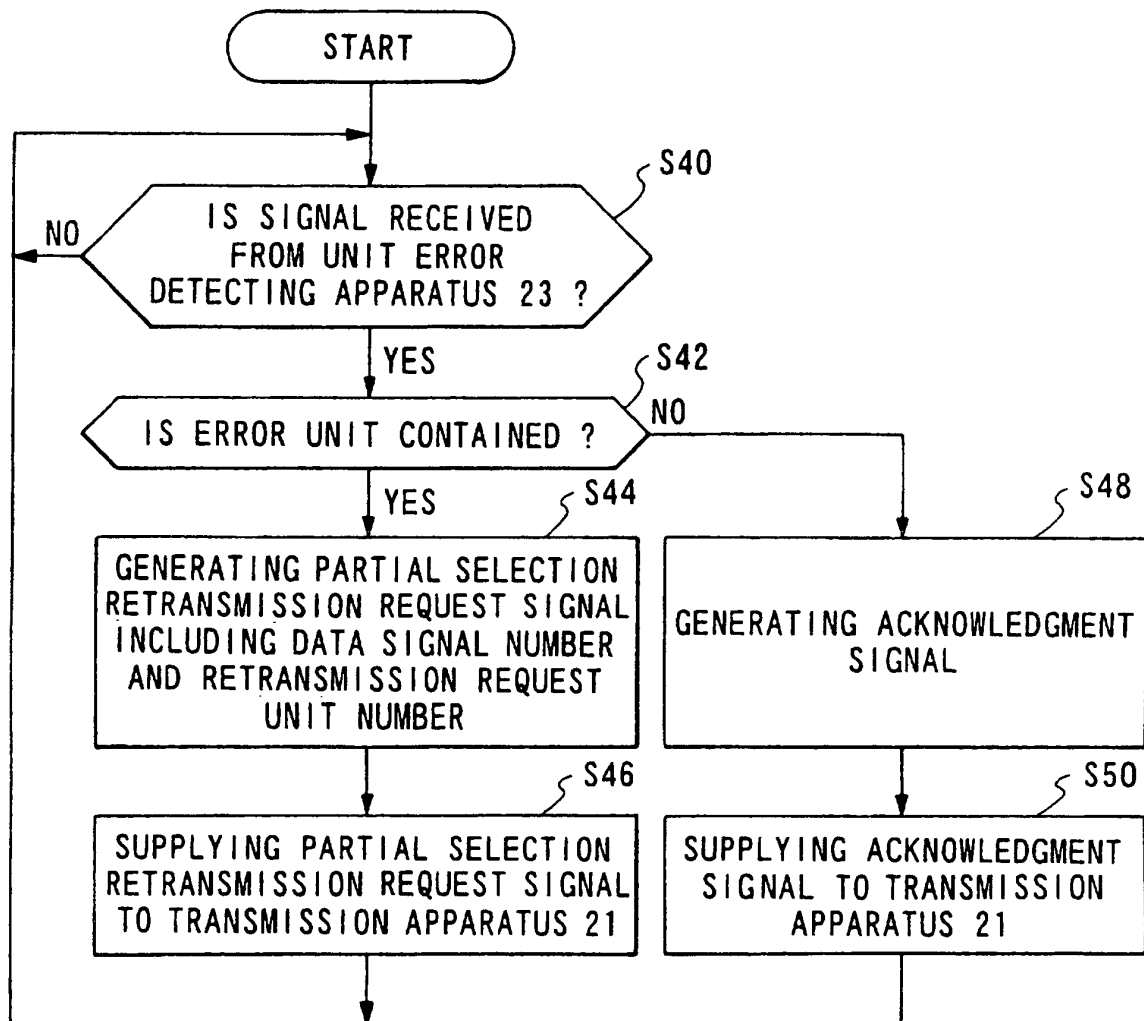 START
S40
NO
IS SIGNAL RECEIVED
FROM UNIT ERROR
DETECTING APPARATUS 23 ?
YES
S42
NO
IS ERROR UNIT CONTAINED ?
YES
S44
S48
GENERATING PARTIAL SELECTION
RETRANSMISSION REQUEST SIGNAL
INCLUDING DATA SIGNAL NUMBER
AND RETRANSMISSION REQUEST
UNIT NUMBER
GENERATING ACKNOWLEDGMENT
SIGNAL
S46
S50
SUPPLYING PARTIAL SELECTION
RETRANSMISSION REQUEST SIGNAL
TO TRANSMISSION APPARATUS 21
SUPPLYING ACKNOWLEDGMENT
SIGNAL TO TRANSMISSION
APPARATUS 21